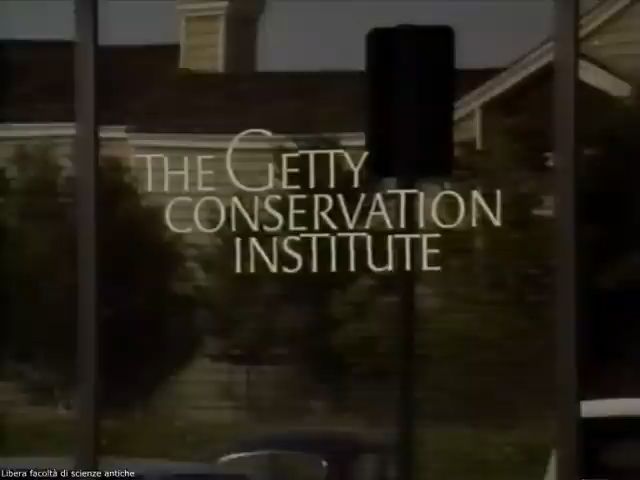 THE GETTY
CONSERVATION
INSTITUTE
Libera facoltà di scienze antiche